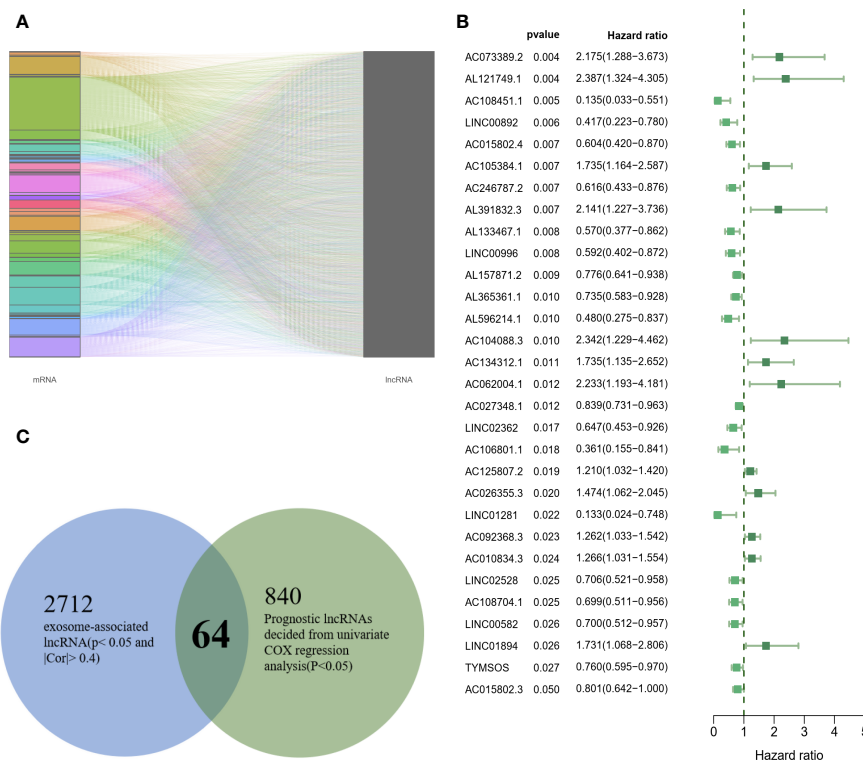 A
mRNA
lncRNA
B
pvalue Hazard ratio
AC073389.2 0.004 2.175(1.288−3.673)
AL121749.1 0.004 2.387(1.324−4.305)
AC108451.1 0.005 0.135(0.033−0.551)
LINC00892 0.006 0.417(0.223−0.780)
AC015802.4 0.007 0.604(0.420−0.870)
AC105384.1 0.007 1.735(1.164−2.587)
AC246787.2 0.007 0.616(0.433−0.876)
AL391832.3 0.007 2.141(1.227−3.736)
AL133467.1 0.008 0.570(0.377−0.862)
LINC00996 0.008 0.592(0.402−0.872)
AL157871.2 0.009 0.776(0.641−0.938)
AL365361.1 0.010 0.735(0.583−0.928)
AL596214.1 0.010 0.480(0.275−0.837)
AC104088.3 0.010 2.342(1.229−4.462)
AC134312.1 0.011 1.735(1.135−2.652)
AC062004.1 0.012 2.233(1.193−4.181)
AC027348.1 0.012 0.839(0.731−0.963)
LINC02362 0.017 0.647(0.453−0.926)
AC106801.1 0.018 0.361(0.155−0.841)
AC125807.2 0.019 1.210(1.032−1.420)
AC026355.3 0.020 1.474(1.062−2.045)
LINC01281 0.022 0.133(0.024−0.748)
AC092368.3 0.023 1.262(1.033−1.542)
AC010834.3 0.024 1.266(1.031−1.554)
LINC02528 0.025 0.706(0.521−0.958)
AC108704.1 0.025 0.699(0.511−0.956)
LINC00582 0.026 0.700(0.512−0.957)
LINC01894 0.026 1.731(1.068−2.806)
TYMSOS 0.027 0.760(0.595−0.970)
AC015802.3 0.050 0.801(0.642−1.000)
0 1 2 3 4 5
Hazard ratio
C
2712
exosome-associated
lncRNA(p< 0.05 and
|Cor|> 0.4)
64
840
Prognostic lncRNAs
decided from univariate
COX regression
analysis(P<0.05)